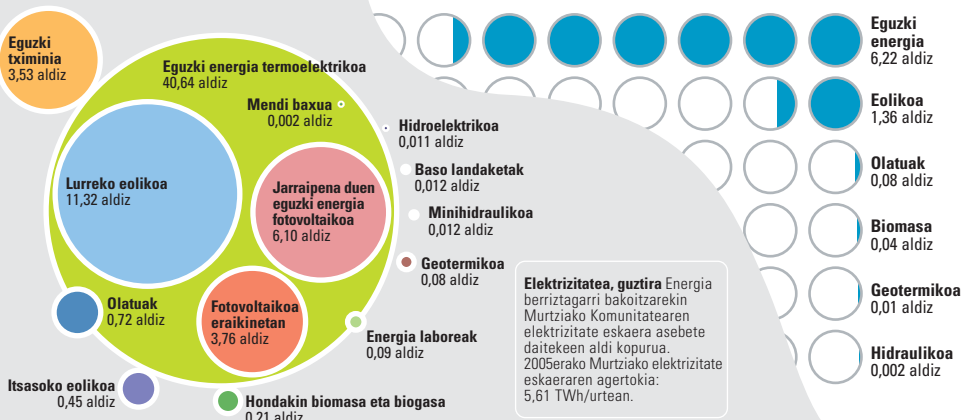 Eguzki
tximinia
3,53 aldiz
Eguzki energia termoelektrikoa
40,64 aldiz
Mendi baxua
0,002 aldiz
Hidroelektrikoa
0,011 aldiz
Baso landaketak
0,012 aldiz
Minihidraulikoa
0,012 aldiz
Geotermikoa
0,08 aldiz
Lurreko eolikoa
11,32 aldiz
Jarraipena duen
eguzki energia
fotovoltaikoa
6,10 aldiz
Olatuak
0,72 aldiz
Fotovoltaikoa
eraikinetan
3,76 aldiz
Energia laboreak
0,09 aldiz
Itsasoko eolikoa
0,45 aldiz
Hondakin biomasa eta biogasa
0,21 aldiz
Elektrizitatea, guztira Energia
berriztagarri bakoitzarekin
Murtziako Komunitatearen
elektrizitate eskaera asebete
daitekeen aldi kopurua.
2005erako Murtziako elektrizitate
eskaeraren agertokia:
5,61 TWh/urtean.
Eguzki
energia
6,22 aldiz
Eolikoa
1,36 aldiz
Olatuak
0,08 aldiz
Biomasa
0,04 aldiz
Geotermikoa
0,01 aldiz
Hidraulikoa
0,002 aldiz